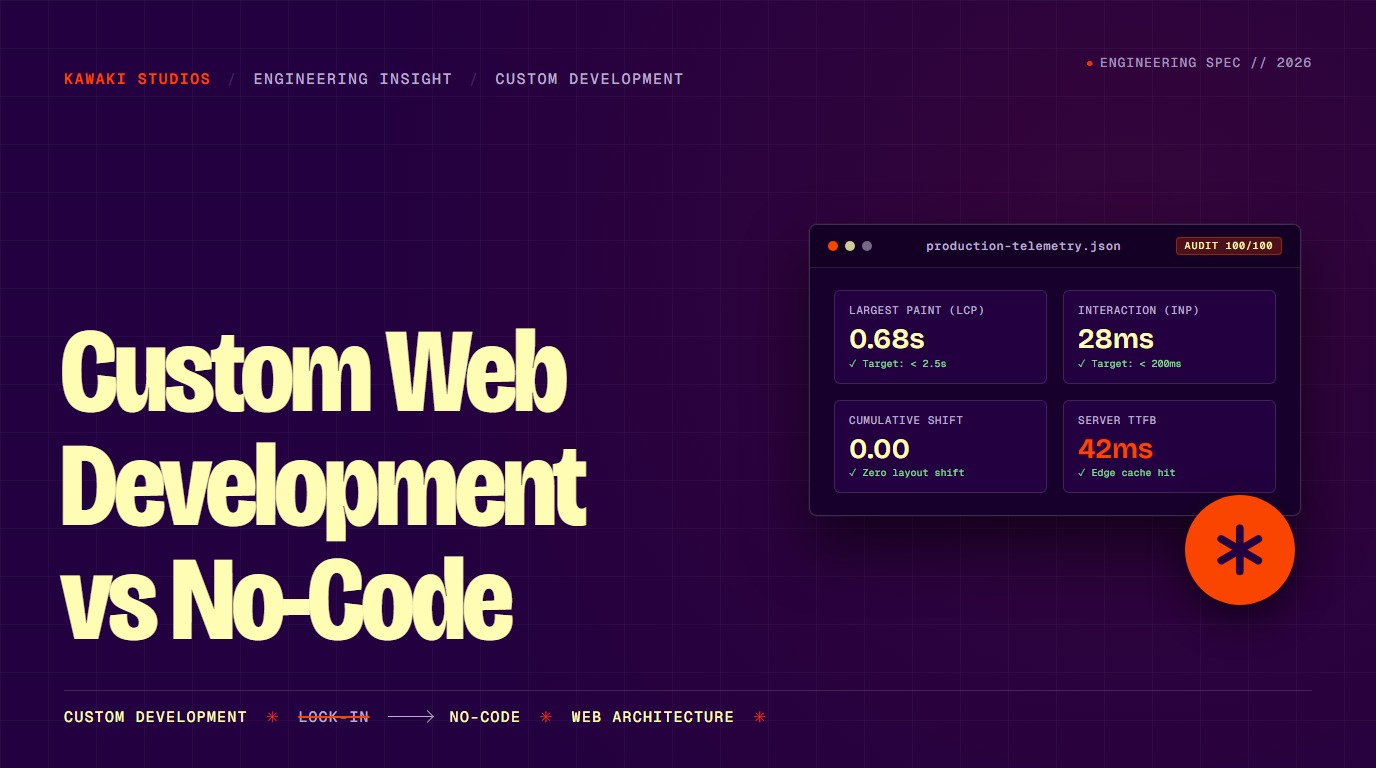 KAWAKI STUDIOS / ENGINEERING INSIGHT / CUSTOM DEVELOPMENT
ENGINEERING SPEC // 2026
production-telemetry.json
AUDIT 100/100
LARGEST PAINT (LCP)
0.68s
✓ Target: < 2.5s
INTERACTION (INP)
28ms
✓ Target: < 200ms
CUMULATIVE SHIFT
0.00
✓ Zero layout shift
SERVER TTFB
42ms
✓ Edge cache hit
Custom Web
Development
vs No-Code
CUSTOM DEVELOPMENT ✳ LOCK-IN → NO-CODE ✳ WEB ARCHITECTURE ✳